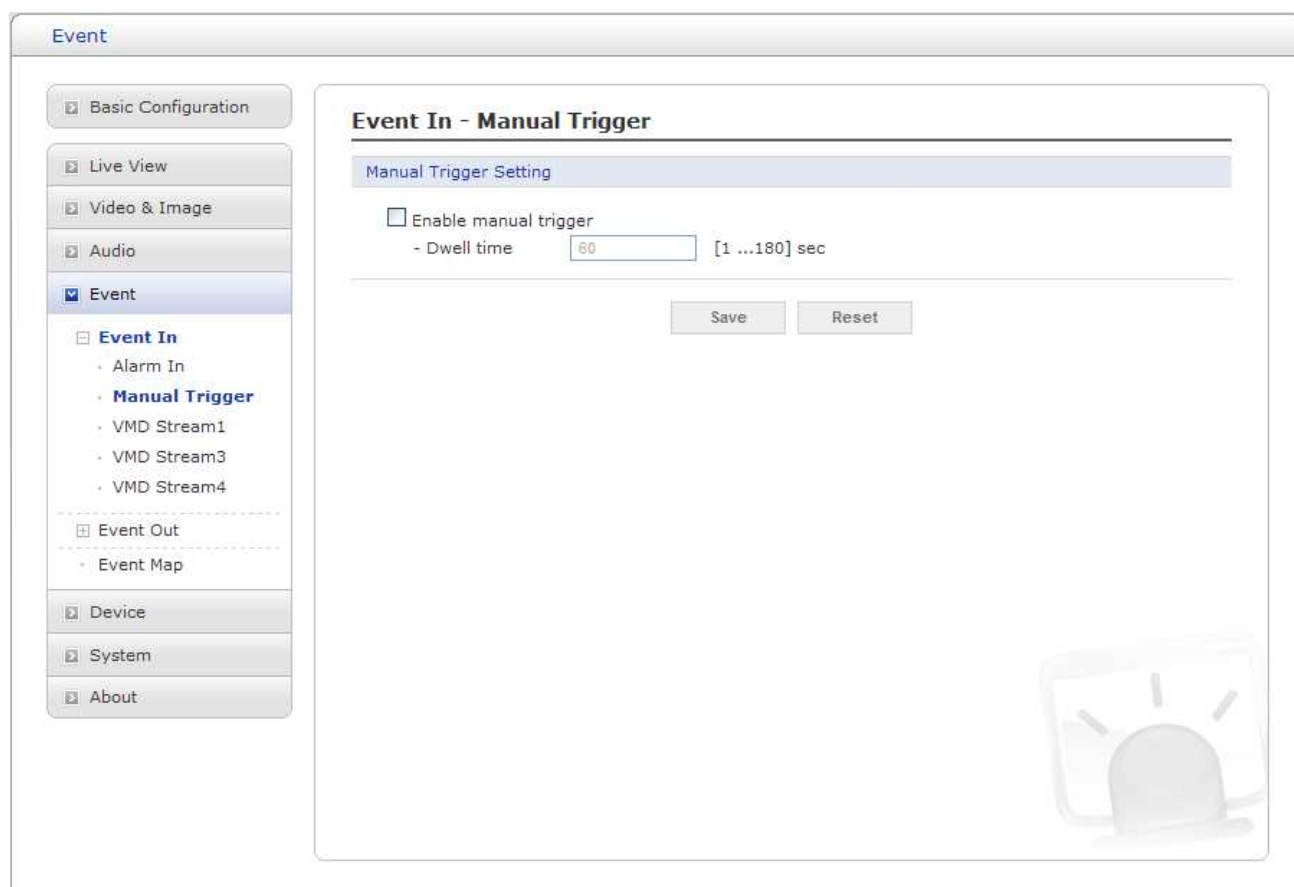 Event
Basic Configuration
Live View
Video & Image
Audio
Event
Event In
Alarm In
Manual Trigger
VMD Stream1
VMD Stream3
VMD Stream4
Event Out
Event Map
Device
System
About
Event In - Manual Trigger
Manual Trigger Setting
Enable manual trigger
- Dwell time 60 [1 ...180] sec
Save Reset